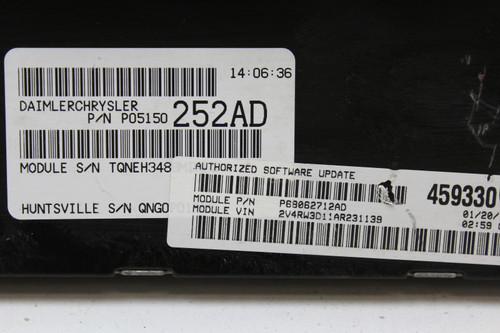 14:06:36
DAIMLERCHRYSLER
P/N P05150 252AD
MODULE S/N TQNEH348
HUNTSVILLE S/N QNG0
AUTHORIZED SOFTWARE UPDATE
459330
MODULE P/N P68062712AD
MODULE VIN 2V4RW3D11AR231139
01/20/
02:59